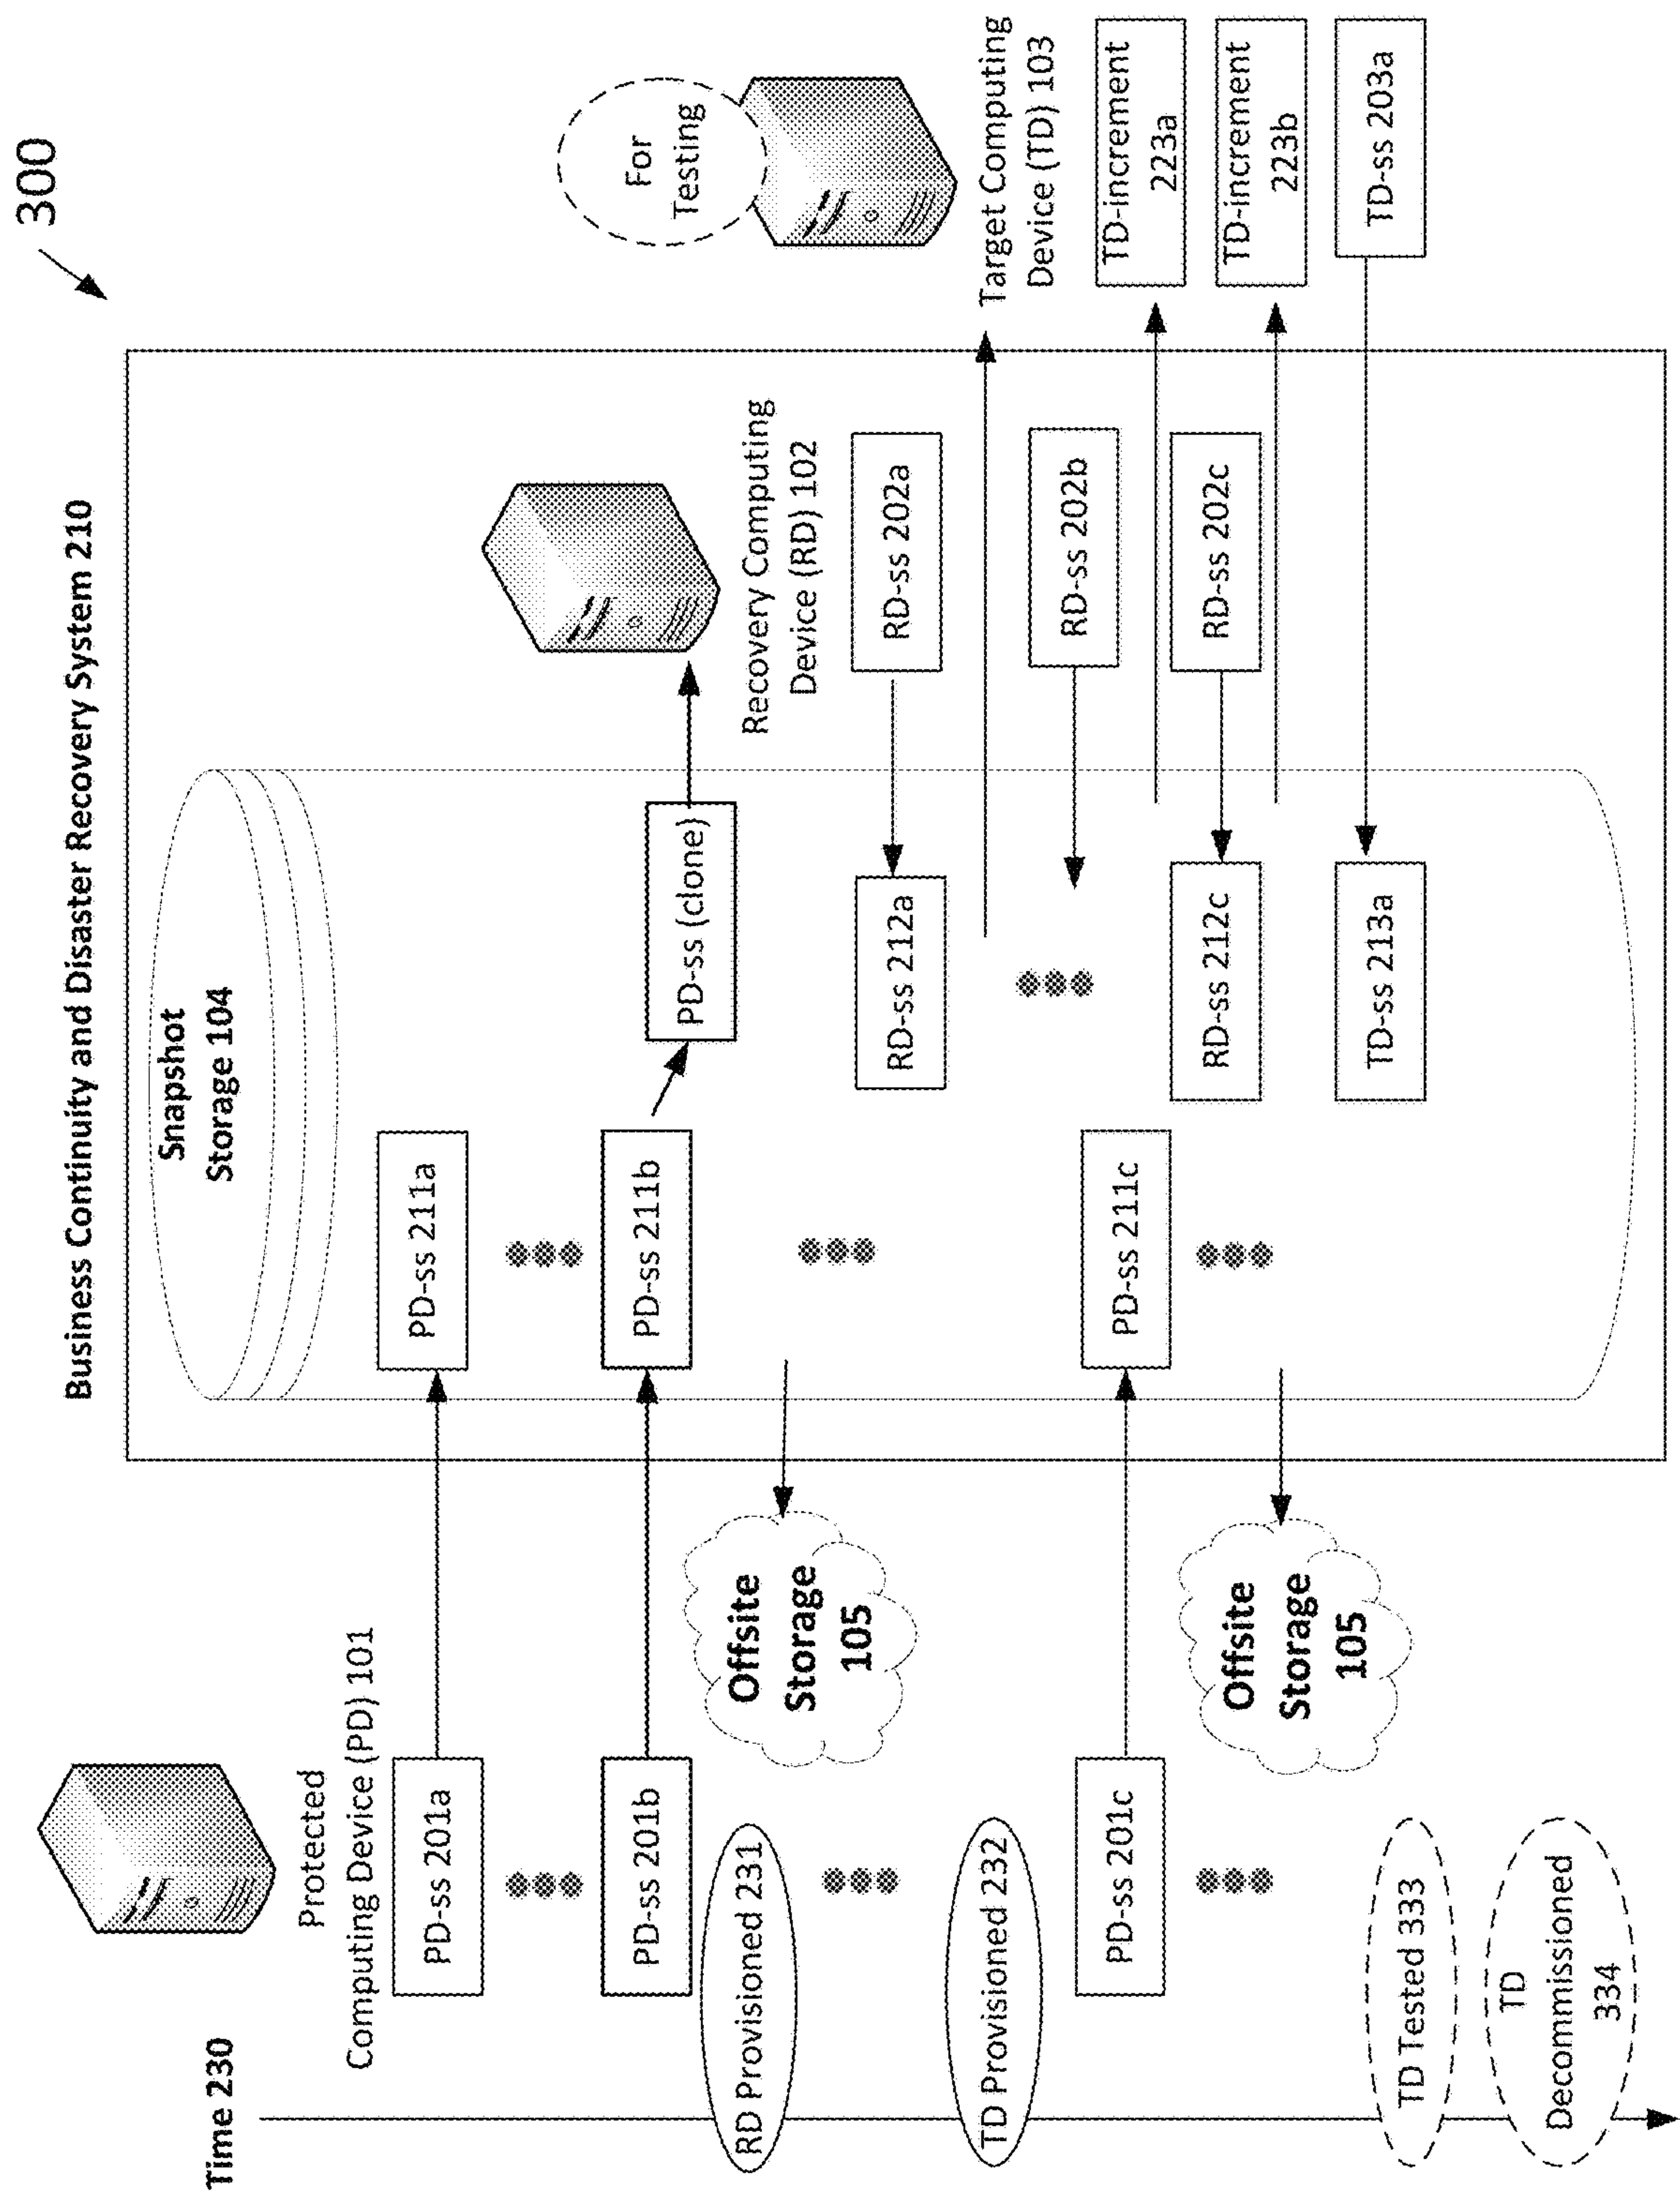 300
Business Continuity and Disaster Recovery System 210
Time 230
Protected
Computing Device (PD) 101
Snapshot
Storage 104
For
Testing
PD-ss 201a
PD-ss 211a
PD-ss 201b
PD-ss 211b
PD-ss (clone)
Recovery Computing
Device (RD) 102
RD Provisioned 231
Offsite
Storage
105
RD-ss 212a
RD-ss 202a
TD Provisioned 232
Target Computing
Device (TD) 103
RD-ss 202b
PD-ss 201c
PD-ss 211c
TD-increment
223a
RD-ss 212c
RD-ss 202c
TD-increment
223b
Offsite
Storage
105
TD Tested 333
TD-ss 213a
TD-ss 203a
TD
Decommissioned
334